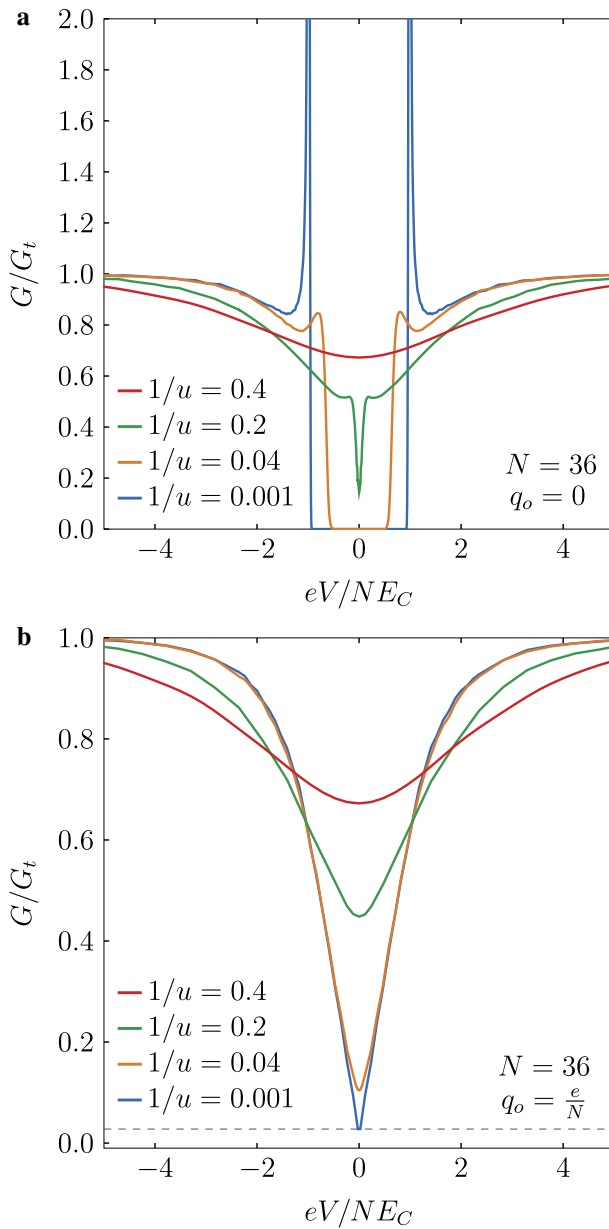 a
2.0
1.8
1.6
1.4
1.2
1.0
0.8
0.6
0.4
0.2
0.0
G/G_t
1/u = 0.4
1/u = 0.2
1/u = 0.04
1/u = 0.001
N = 36
q_o = 0
−4 −2 0 2 4
eV/NE_C
b
1.0
0.8
0.6
0.4
0.2
0.0
G/G_t
1/u = 0.4
1/u = 0.2
1/u = 0.04
1/u = 0.001
N = 36
q_o = e/N
−4 −2 0 2 4
eV/NE_C